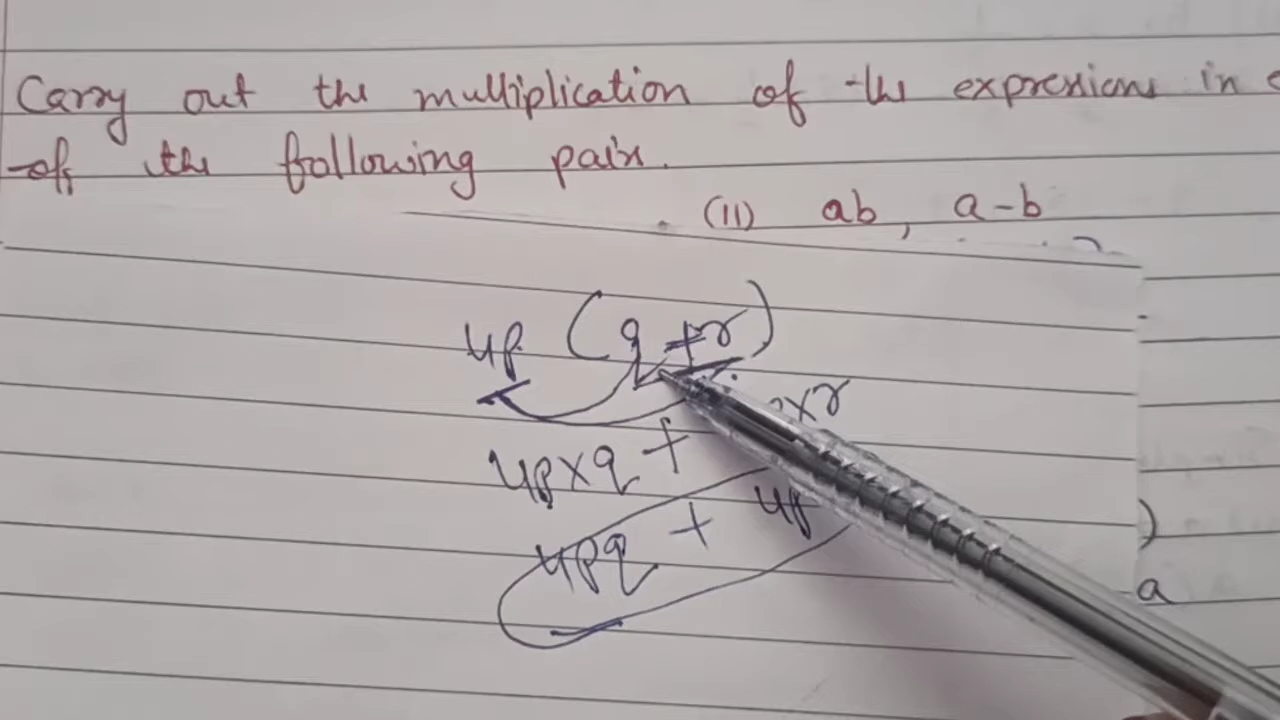 Carry out the multiplication of the expressions in
of the following pair.
(II) ab, a-b
4p (q+r)
4p×q + ×r
4pq + 4p
)
a